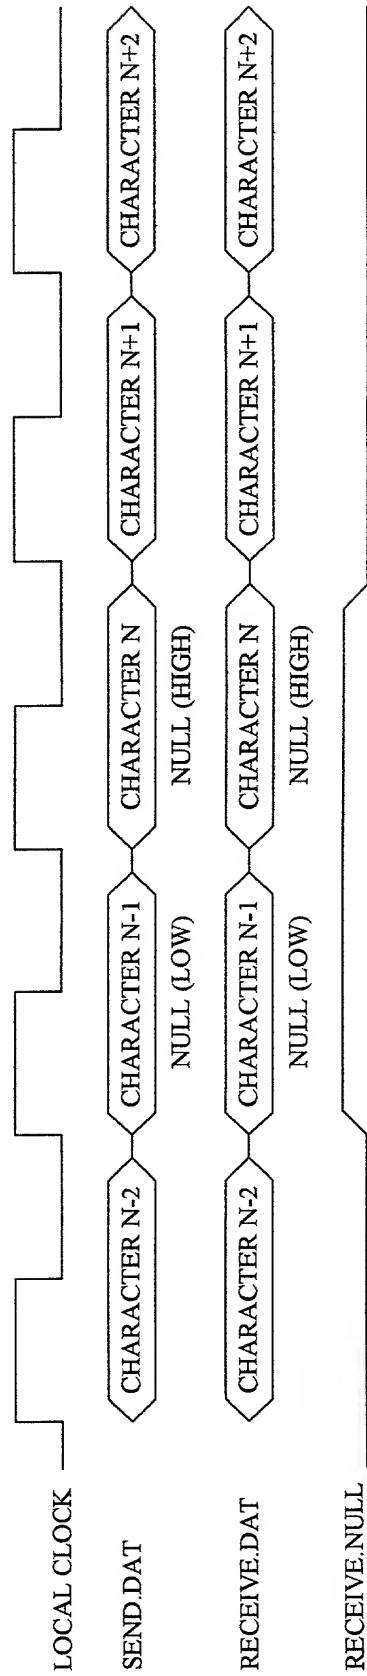 LOCAL CLOCK
SEND.DAT
CHARACTER N-2
CHARACTER N-1
CHARACTER N
CHARACTER N+1
CHARACTER N+2
NULL (LOW)
NULL (HIGH)
RECEIVE.DAT
CHARACTER N-2
CHARACTER N-1
CHARACTER N
CHARACTER N+1
CHARACTER N+2
NULL (LOW)
NULL (HIGH)
RECEIVE.NULL